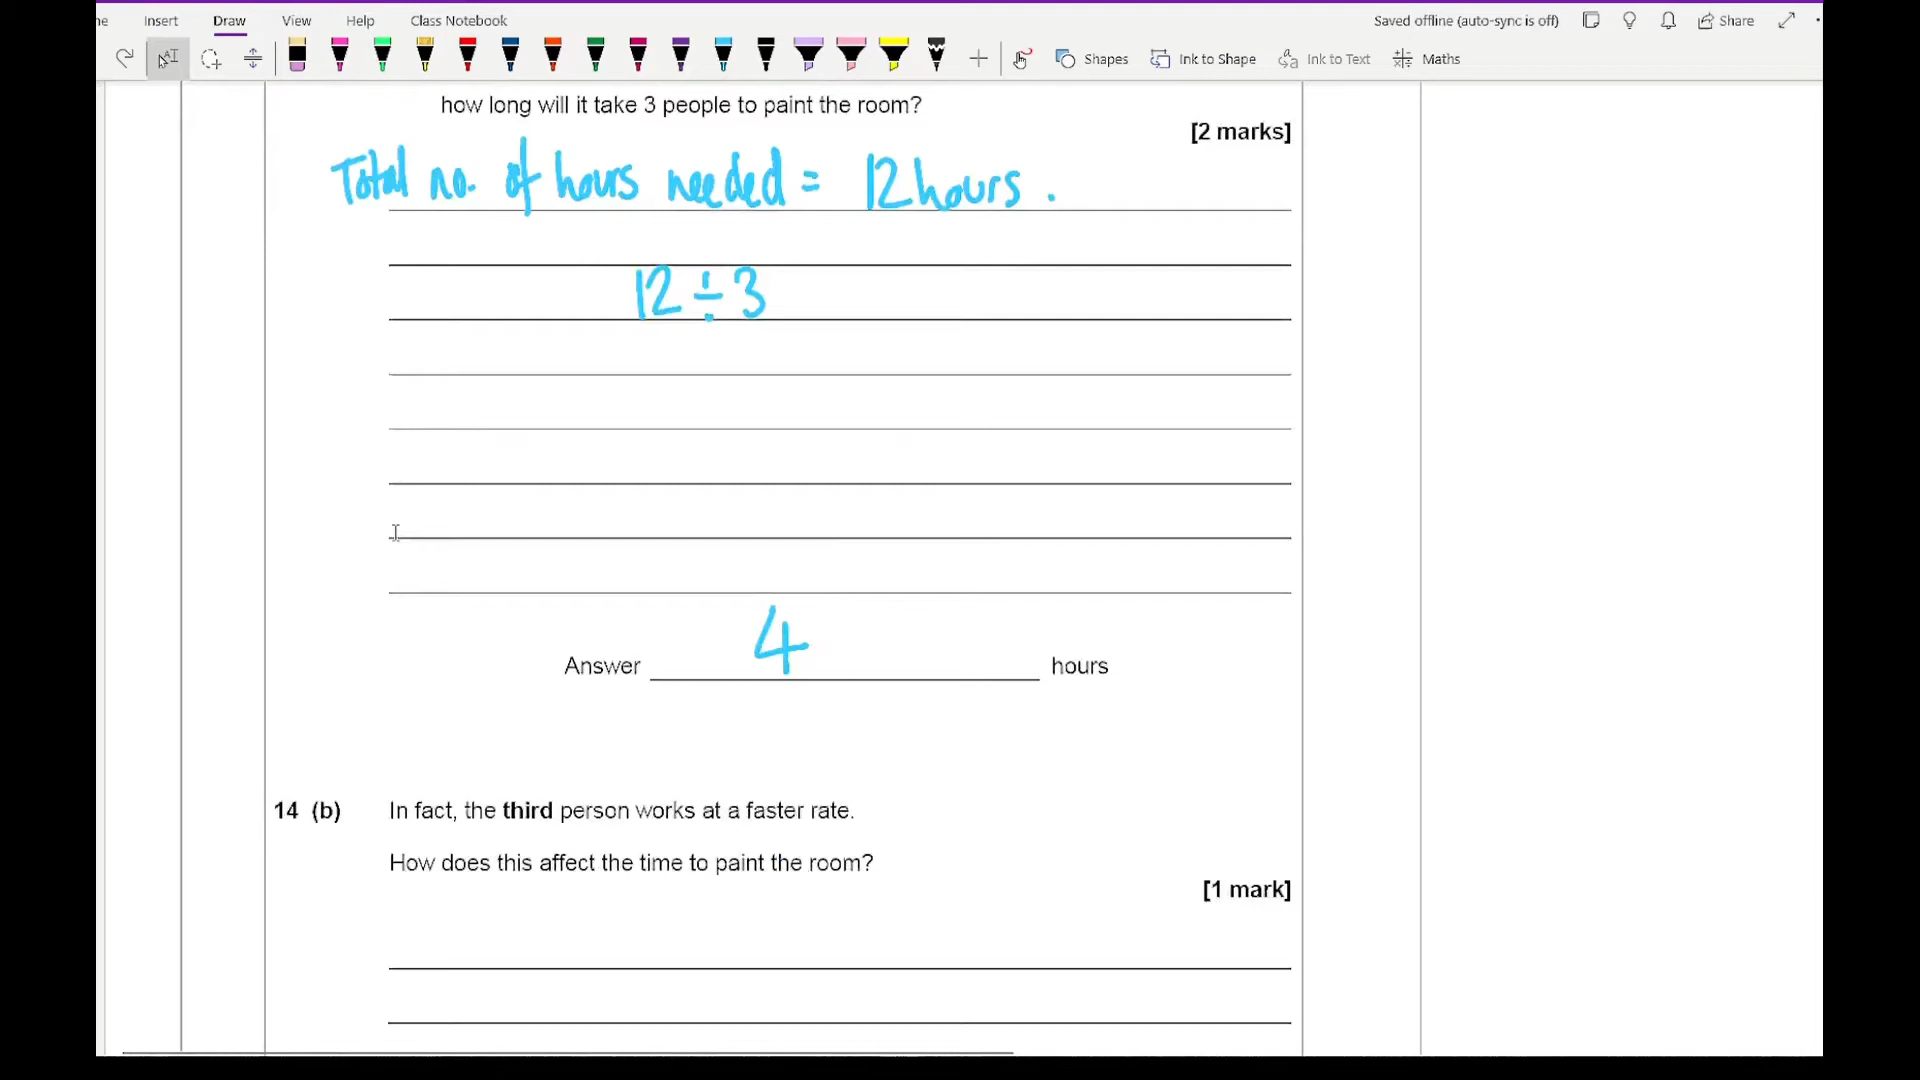 Insert Draw View Help Class Notebook Saved offline (auto-sync is off) Share
Shapes Ink to Shape Ink to Text Maths
how long will it take 3 people to paint the room?
[2 marks]
Total no. of hours needed = 12 hours.
12 ÷ 3
Answer 4 hours
14 (b) In fact, the third person works at a faster rate.
How does this affect the time to paint the room?
[1 mark]